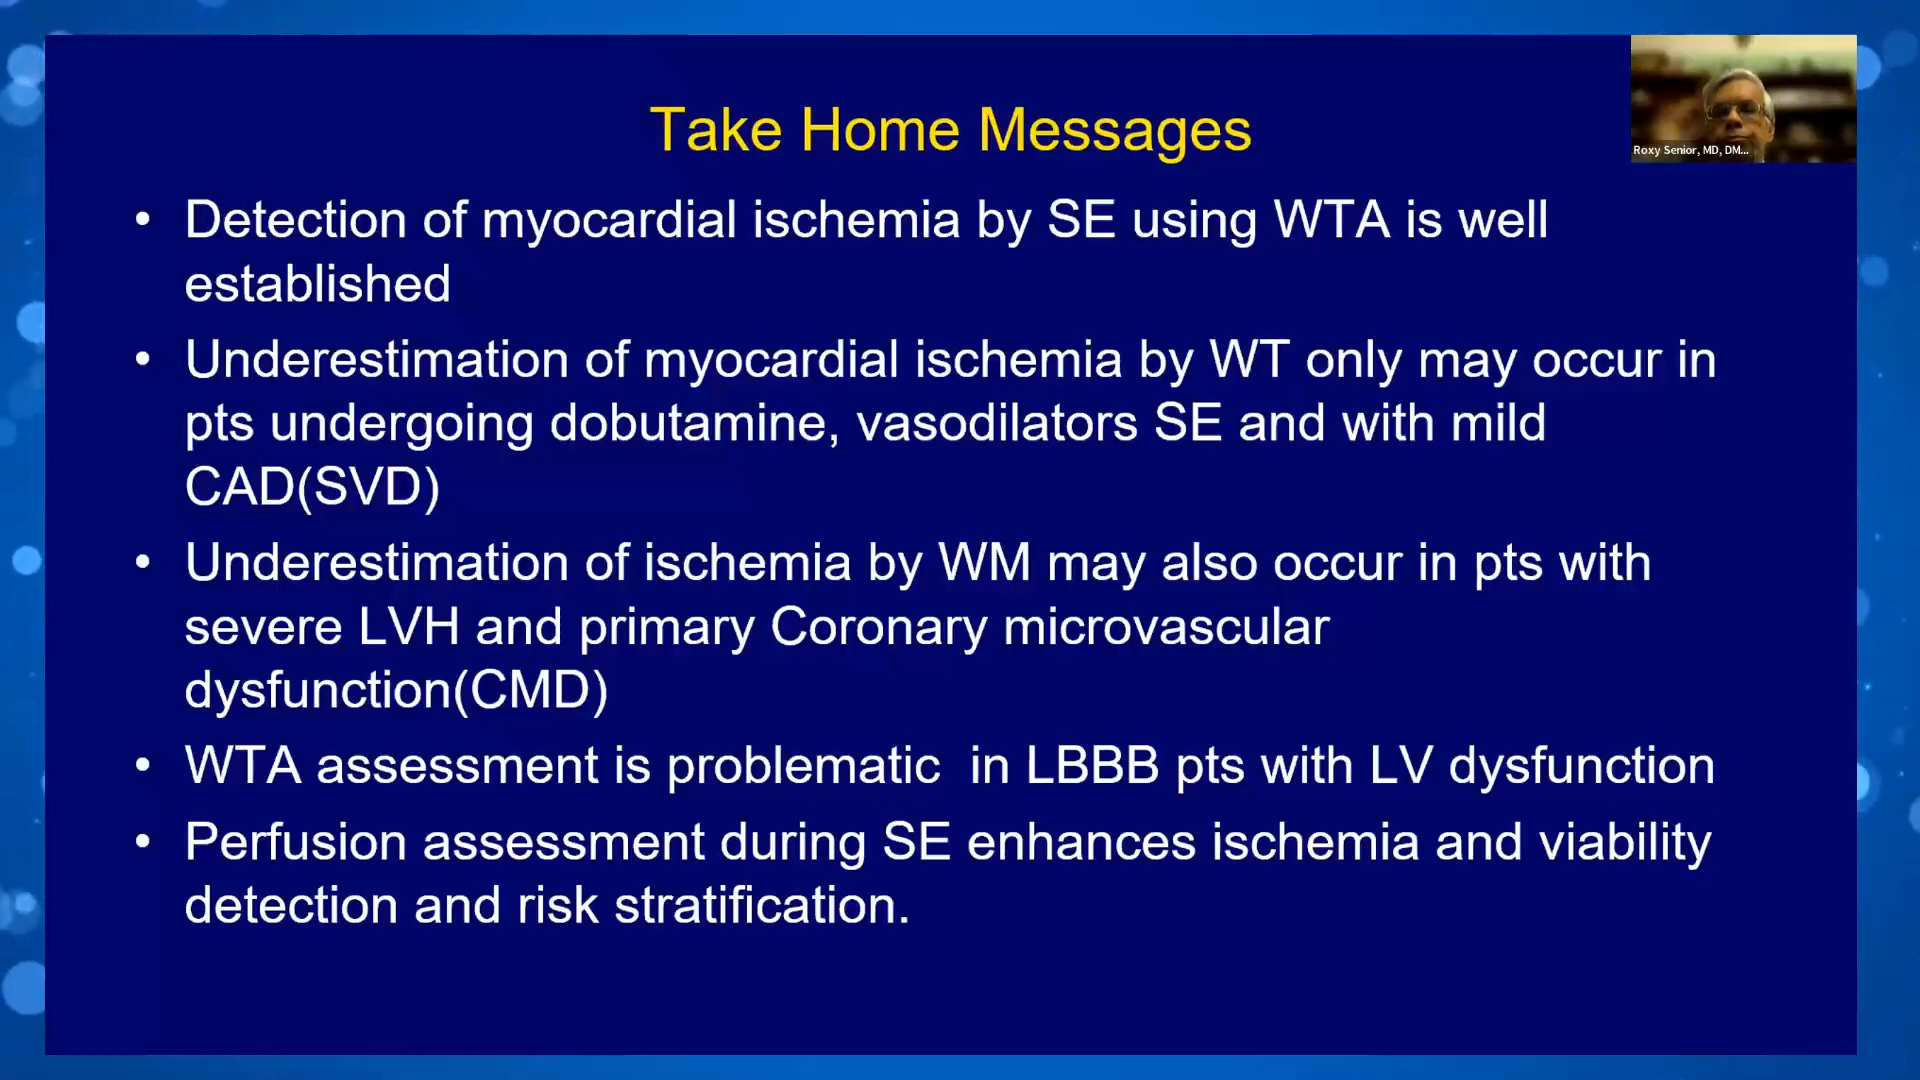 Roxy Senior, MD, DM...
Take Home Messages
• Detection of myocardial ischemia by SE using WTA is well
established
• Underestimation of myocardial ischemia by WT only may occur in
pts undergoing dobutamine, vasodilators SE and with mild
CAD(SVD)
• Underestimation of ischemia by WM may also occur in pts with
severe LVH and primary Coronary microvascular
dysfunction(CMD)
• WTA assessment is problematic  in LBBB pts with LV dysfunction
• Perfusion assessment during SE enhances ischemia and viability
detection and risk stratification.